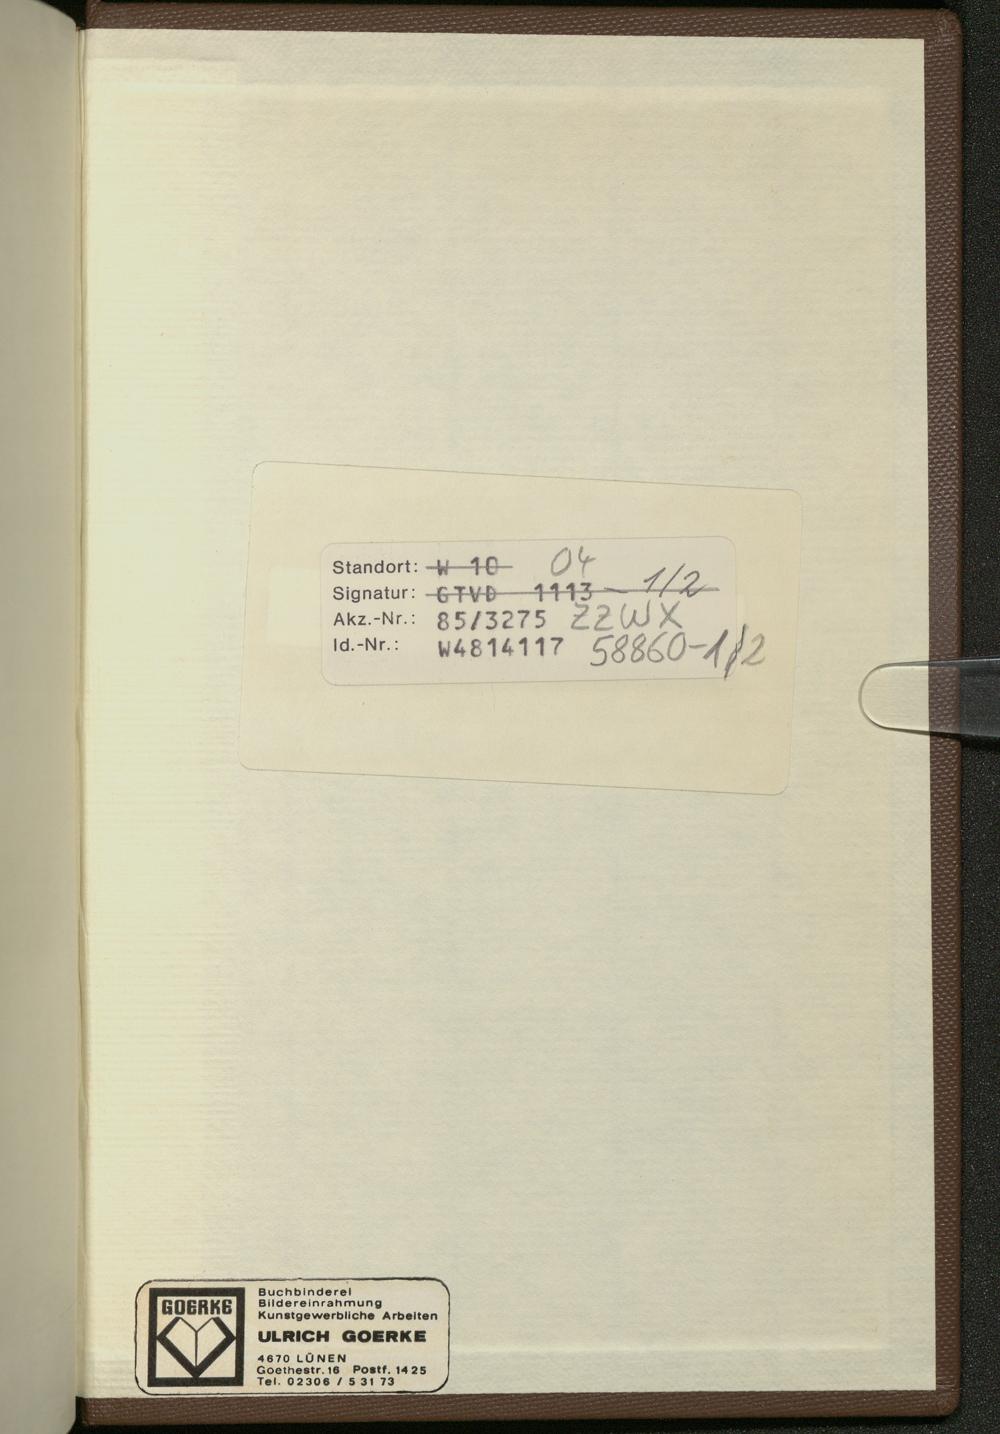 Standort: W 10 04
Signatur: GTVD 1113 - 1/2
Akz.-Nr.: 85/3275 ZZWX
Id.-Nr.: W4814117 58860-1/2
GOERKE
Buchbinderei
Bildereinrahmung
Kunstgewerbliche Arbeiten
ULRICH GOERKE
4670 LÜNEN
Goethestr. 16 Postf. 1425
Tel. 02306 / 5 31 73